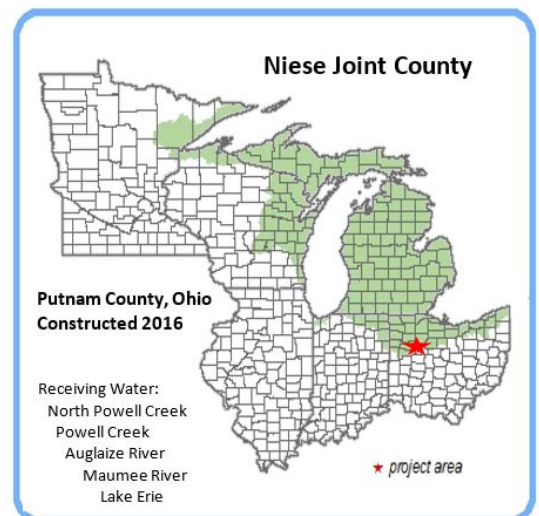 Niese Joint County
Putnam County, Ohio
Constructed 2016
Receiving Water:
North Powell Creek
Powell Creek
Auglaize River
Maumee River
Lake Erie
project area